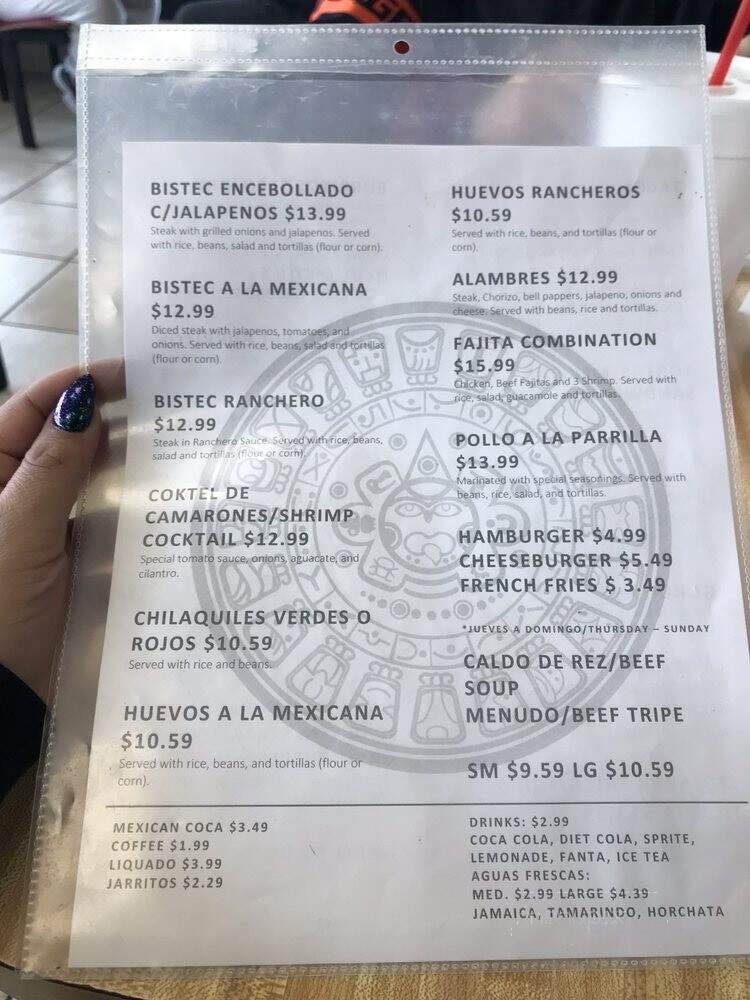 BISTEC ENCEBOLLADO
C/JALAPENOS $13.99
Steak with grilled onions and jalapenos. Served
with rice, beans, salad and tortillas (flour or corn).
BISTEC A LA MEXICANA
$12.99
Diced steak with jalapenos, tomatoes, and
onions. Served with rice, beans, salad and tortillas
(flour or corn).
BISTEC RANCHERO
$12.99
Steak in Ranchero Sauce. Served with rice, beans,
salad and tortillas (flour or corn).
COKTEL DE
CAMARONES/SHRIMP
COCKTAIL $12.99
Special tomato sauce, onions, aguacate, and
cilantro.
CHILAQUILES VERDES O
ROJOS $10.59
Served with rice and beans.
HUEVOS A LA MEXICANA
$10.59
Served with rice, beans, and tortillas (flour or
corn).
HUEVOS RANCHEROS
$10.59
Served with rice, beans, and tortillas (flour or
corn).
ALAMBRES $12.99
Steak, Chorizo, bell pappers, jalapeno, onions and
cheese. Served with beans, rice and tortillas.
FAJITA COMBINATION
$15.99
Chicken, Beef Fajitas and 3 Shrimp. Served with
rice, salad, guacamole and tortillas.
POLLO A LA PARRILLA
$13.99
Marinated with special seasonings. Served with
beans, rice, salad, and tortillas.
HAMBURGER $4.99
CHEESEBURGER $5.49
FRENCH FRIES $ 3.49
*JUEVES A DOMINGO/THURSDAY – SUNDAY
CALDO DE REZ/BEEF
SOUP
MENUDO/BEEF TRIPE
SM $9.59 LG $10.59
MEXICAN COCA $3.49
COFFEE $1.99
LIQUADO $3.99
JARRITOS $2.29
DRINKS: $2.99
COCA COLA, DIET COLA, SPRITE,
LEMONADE, FANTA, ICE TEA
AGUAS FRESCAS:
MED. $2.99 LARGE $4.39
JAMAICA, TAMARINDO, HORCHATA